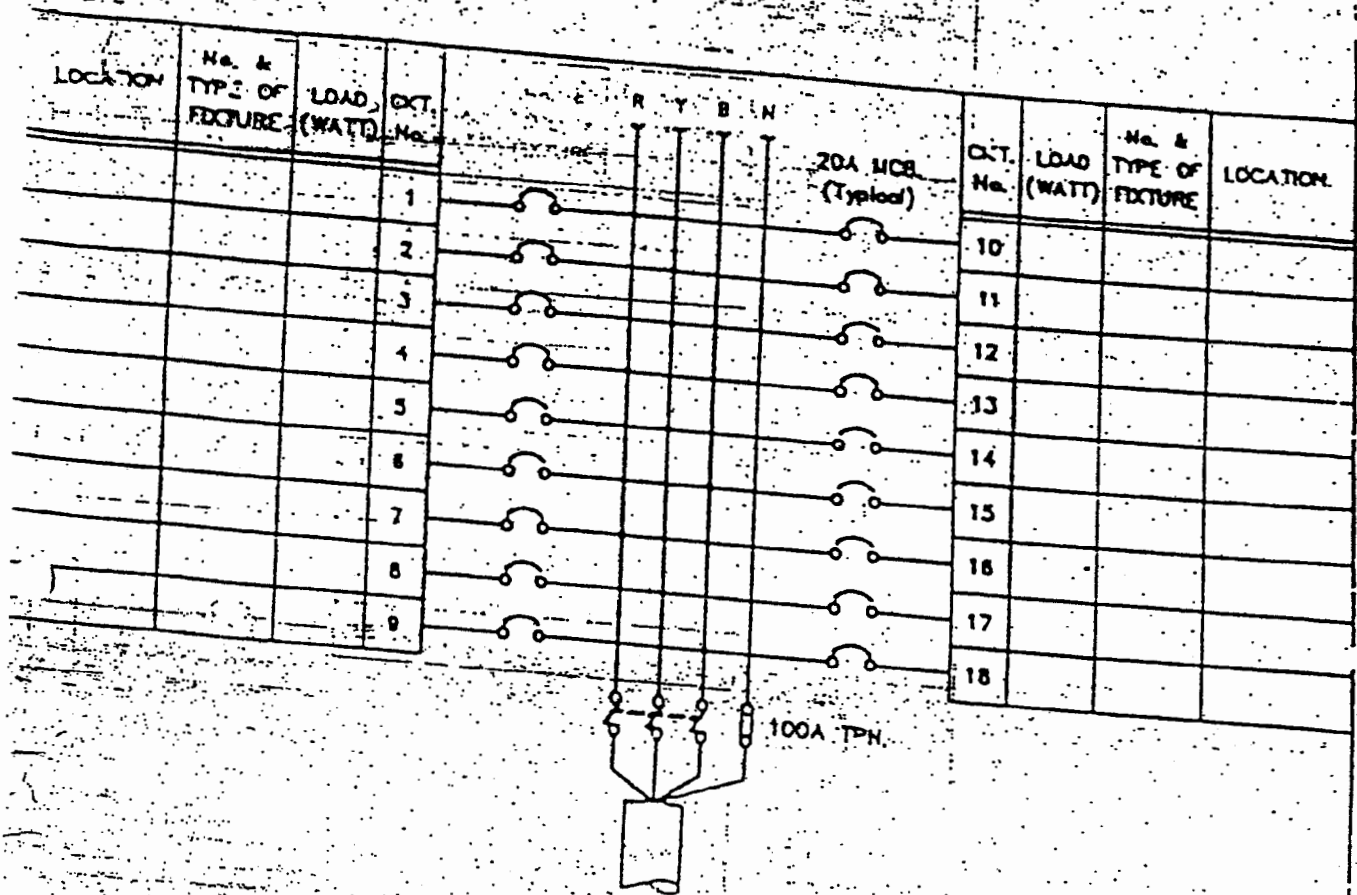 LOCATION
No. &
TYPE OF
FIXTURE
LOAD
(WATT)
CKT.
No.
R Y B N
20A MCB
(Typical)
CKT.
No.
LOAD
(WATT)
No. &
TYPE OF
FIXTURE
LOCATION.
1
2
3
4
5
6
7
8
9
10
11
12
13
14
15
16
17
18
100A TPN.